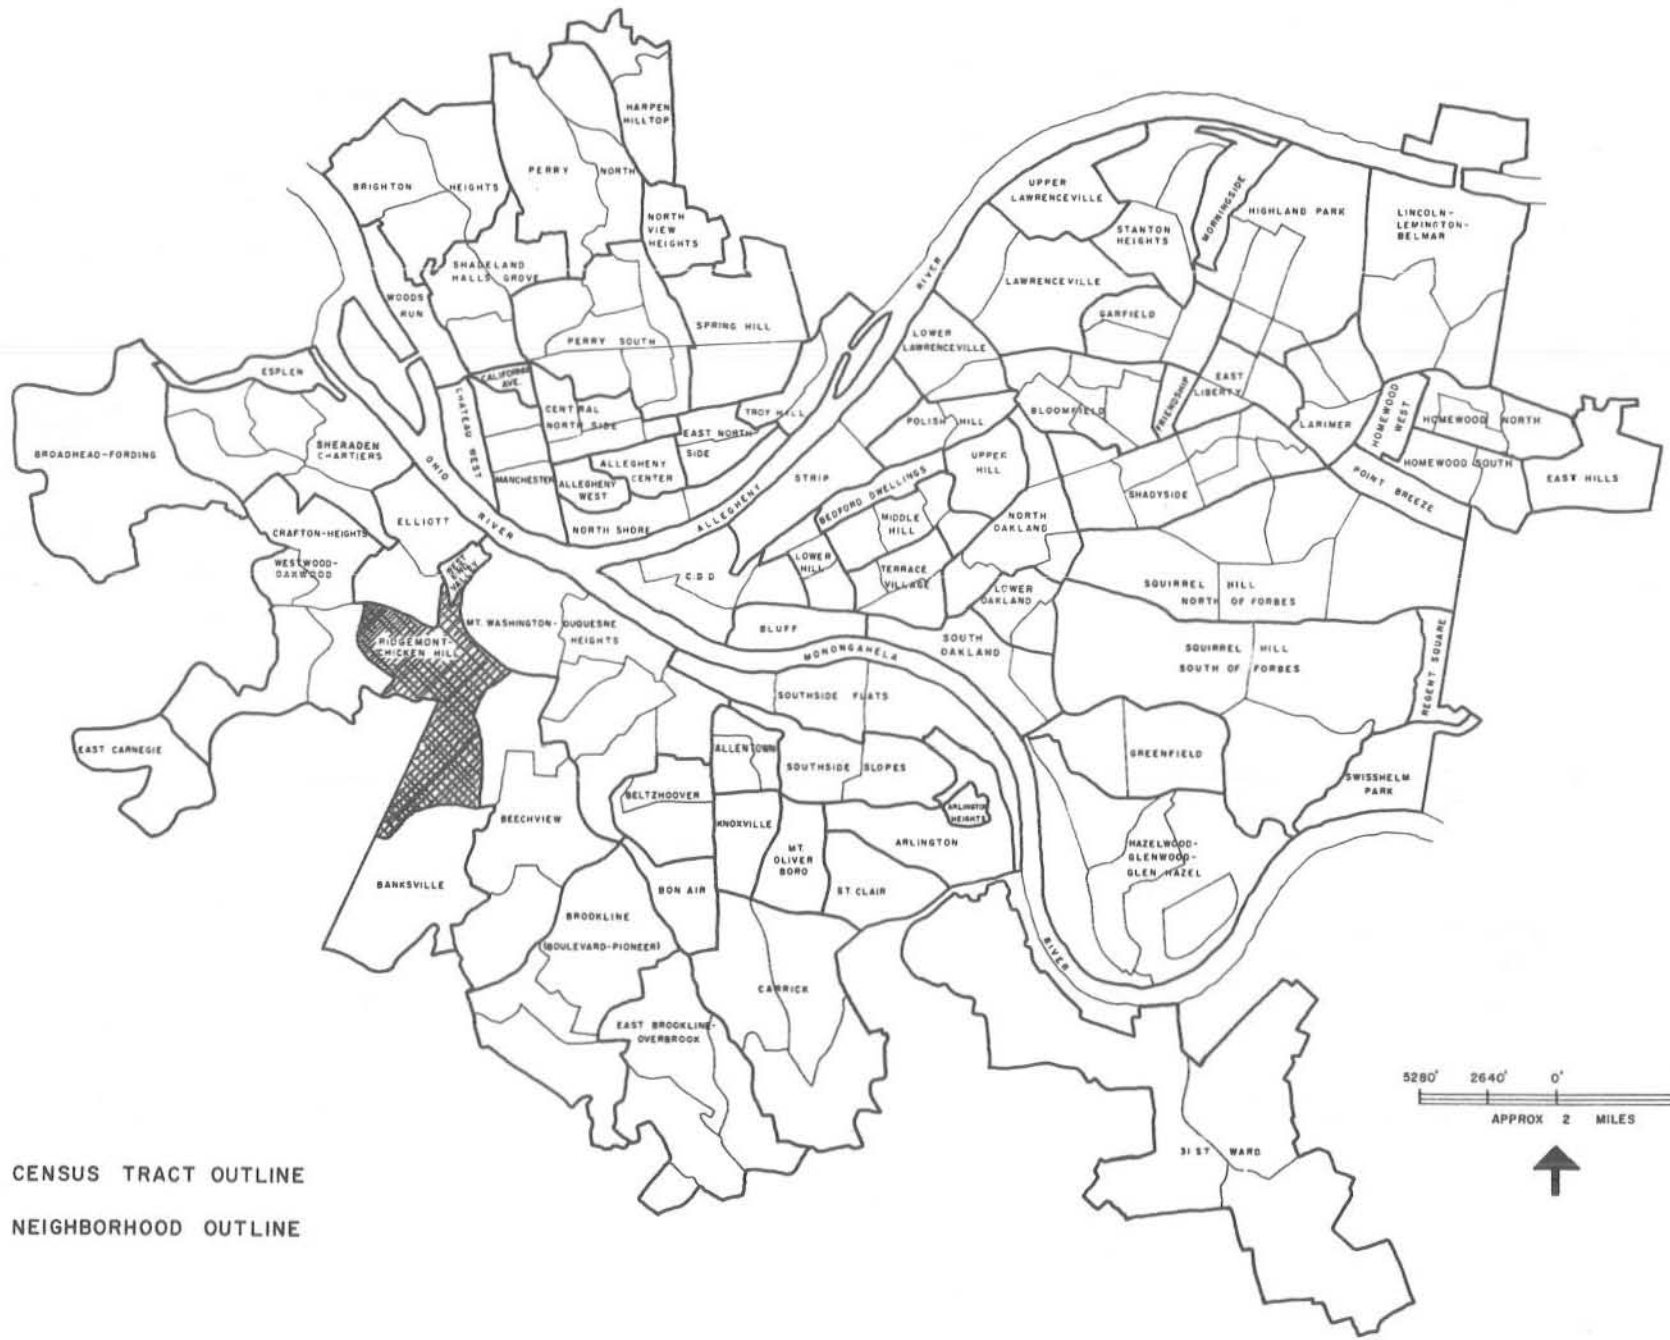 HARPEN
HILLTOP
PERRY NORTH
BRIGHTON HEIGHTS
NORTH
VIEW
HEIGHTS
UPPER
LAWRENCEVILLE
STANTON
HEIGHTS
MORNINGSIDE
HIGHLAND PARK
LINCOLN-
LEMINGTON-
BELMAR
SHADELAND
HALLS GROVE
WOODS
RUN
RIVER
LAWRENCEVILLE
GARFIELD
SPRING HILL
PERRY SOUTH
LOWER
LAWRENCEVILLE
ESPLEN
CALIFORNIA
AVE.
CHATEAU WEST
CENTRAL
NORTH SIDE
TROY HILL
EAST NORTH
SIDE
POLISH HILL
BLOOMFIELD
FRIENDSHIP
EAST
LIBERTY
LARIMER
HOMEWOOD
WEST
HOMEWOOD NORTH
HOMEWOOD SOUTH
EAST HILLS
POINT BREEZE
BROADHEAD-FORDING
SHERADEN
CHARTIERS
OHIO
RIVER
MANCHESTER
ALLEGHENY
WEST
ALLEGHENY
CENTER
NORTH SHORE
ALLEGHENY
STRIP
UPPER
HILL
BEDFORD DWELLINGS
MIDDLE
HILL
NORTH
OAKLAND
SHADYSIDE
ELLIOTT
CRAFTON-HEIGHTS
WESTWOOD-
OAKWOOD
WEST
END
VALLEY
C.B.D
LOWER
HILL
TERRACE
VILLAGE
LOWER
OAKLAND
SQUIRREL HILL
NORTH OF FORBES
RIDGEMONT-
CHICKEN HILL
MT. WASHINGTON-DUQUESNE
HEIGHTS
BLUFF
MONONGAHELA
SOUTH
OAKLAND
SQUIRREL HILL
SOUTH OF FORBES
REGENT SQUARE
SOUTHSIDE FLATS
EAST CARNEGIE
ALLENTOWN
SOUTHSIDE SLOPES
GREENFIELD
SWISSHELM
PARK
BELTZHOOVER
ARLINGTON
HEIGHTS
BEECHVIEW
KNOXVILLE
MT.
OLIVER
BORO
ARLINGTON
HAZELWOOD-
GLENWOOD-
GLEN HAZEL
BANKSVILLE
BON AIR
ST. CLAIR
BROOKLINE
(BOULEVARD-PIONEER)
RIVER
CARRICK
EAST BROOKLINE-
OVERBROOK
5280' 2640' 0'
APPROX 2 MILES
31 ST WARD
CENSUS TRACT OUTLINE
NEIGHBORHOOD OUTLINE